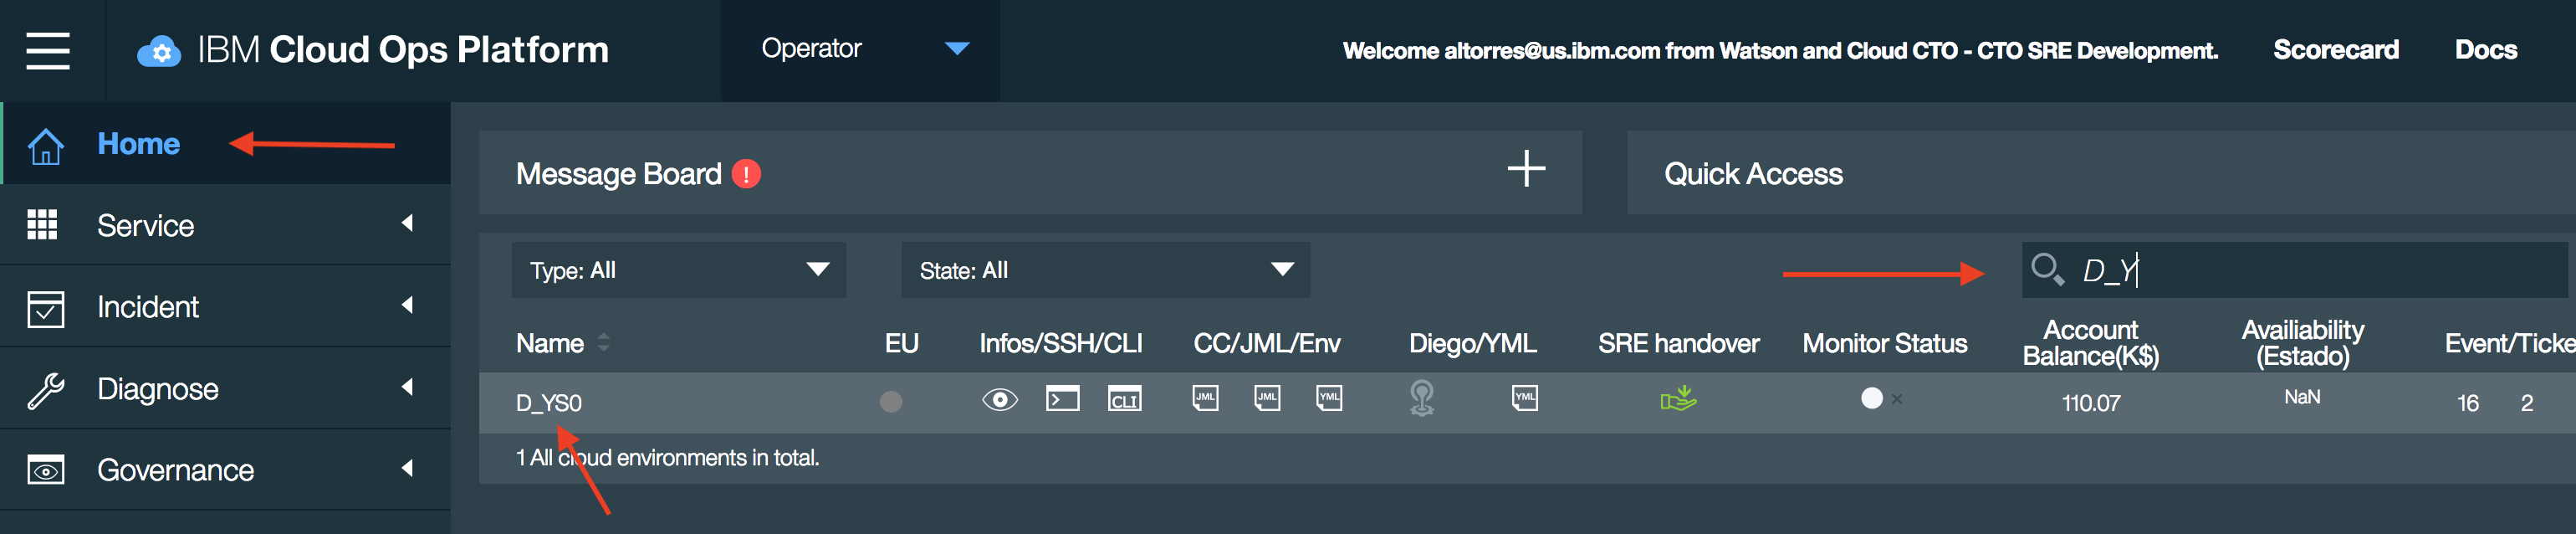 IBM Cloud Ops Platform
Operator
Welcome altorres@us.ibm.com from Watson and Cloud CTO - CTO SRE Development.
Scorecard
Docs
Home
Service
Incident
Diagnose
Governance
Message Board !
Quick Access
Type: All
State: All
D_Y
Name
EU
Infos/SSH/CLI
CC/JML/Env
Diego/YML
SRE handover
Monitor Status
Account
Balance(K$)
Availiability
(Estado)
Event/Ticke
D_YS0
CLI
JML
JML
YML
YML
110.07
NaN
16
2
1 All cloud environments in total.